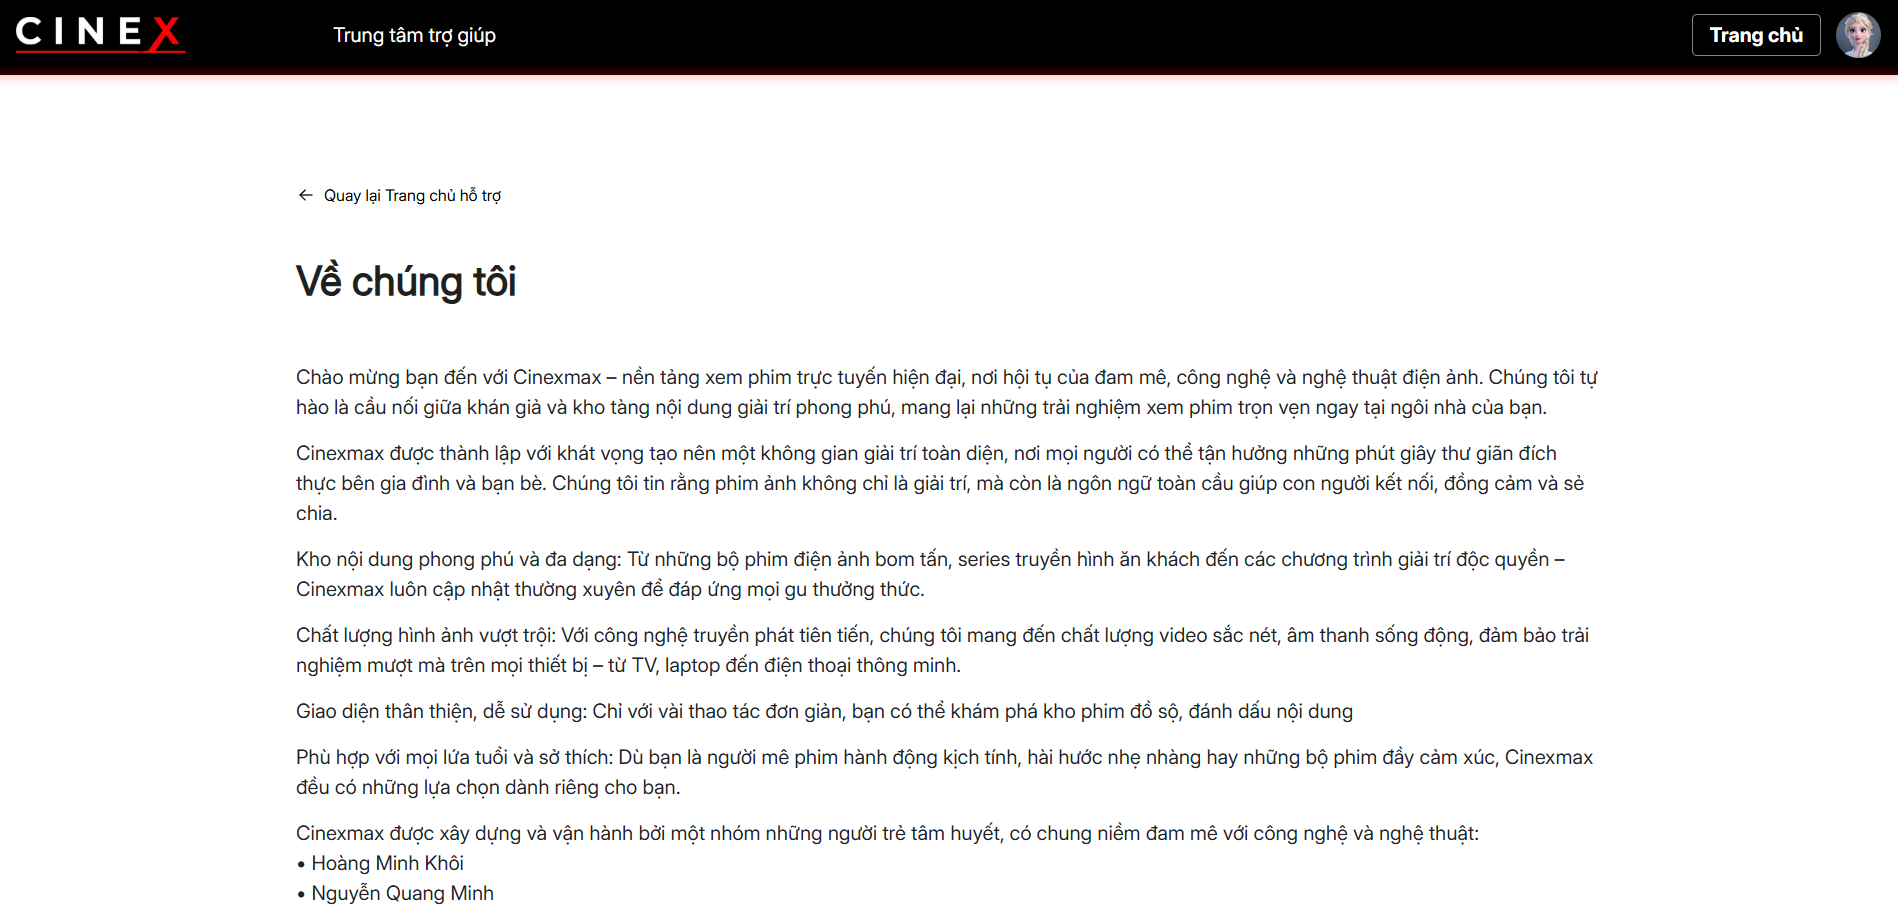 CINEX
Trung tâm trợ giúp
Trang chủ
← Quay lại Trang chủ hỗ trợ
Về chúng tôi
Chào mừng bạn đến với Cinexmax – nền tảng xem phim trực tuyến hiện đại, nơi hội tụ của đam mê, công nghệ và nghệ thuật điện ảnh. Chúng tôi tự
hào là cầu nối giữa khán giả và kho tàng nội dung giải trí phong phú, mang lại những trải nghiệm xem phim trọn vẹn ngay tại ngôi nhà của bạn.
Cinexmax được thành lập với khát vọng tạo nên một không gian giải trí toàn diện, nơi mọi người có thể tận hưởng những phút giây thư giãn đích
thực bên gia đình và bạn bè. Chúng tôi tin rằng phim ảnh không chỉ là giải trí, mà còn là ngôn ngữ toàn cầu giúp con người kết nối, đồng cảm và sẻ
chia.
Kho nội dung phong phú và đa dạng: Từ những bộ phim điện ảnh bom tấn, series truyền hình ăn khách đến các chương trình giải trí độc quyền –
Cinexmax luôn cập nhật thường xuyên để đáp ứng mọi gu thưởng thức.
Chất lượng hình ảnh vượt trội: Với công nghệ truyền phát tiên tiến, chúng tôi mang đến chất lượng video sắc nét, âm thanh sống động, đảm bảo trải
nghiệm mượt mà trên mọi thiết bị – từ TV, laptop đến điện thoại thông minh.
Giao diện thân thiện, dễ sử dụng: Chỉ với vài thao tác đơn giản, bạn có thể khám phá kho phim đồ sộ, đánh dấu nội dung
Phù hợp với mọi lứa tuổi và sở thích: Dù bạn là người mê phim hành động kịch tính, hài hước nhẹ nhàng hay những bộ phim đầy cảm xúc, Cinexmax
đều có những lựa chọn dành riêng cho bạn.
Cinexmax được xây dựng và vận hành bởi một nhóm những người trẻ tâm huyết, có chung niềm đam mê với công nghệ và nghệ thuật:
• Hoàng Minh Khôi
• Nguyễn Quang Minh